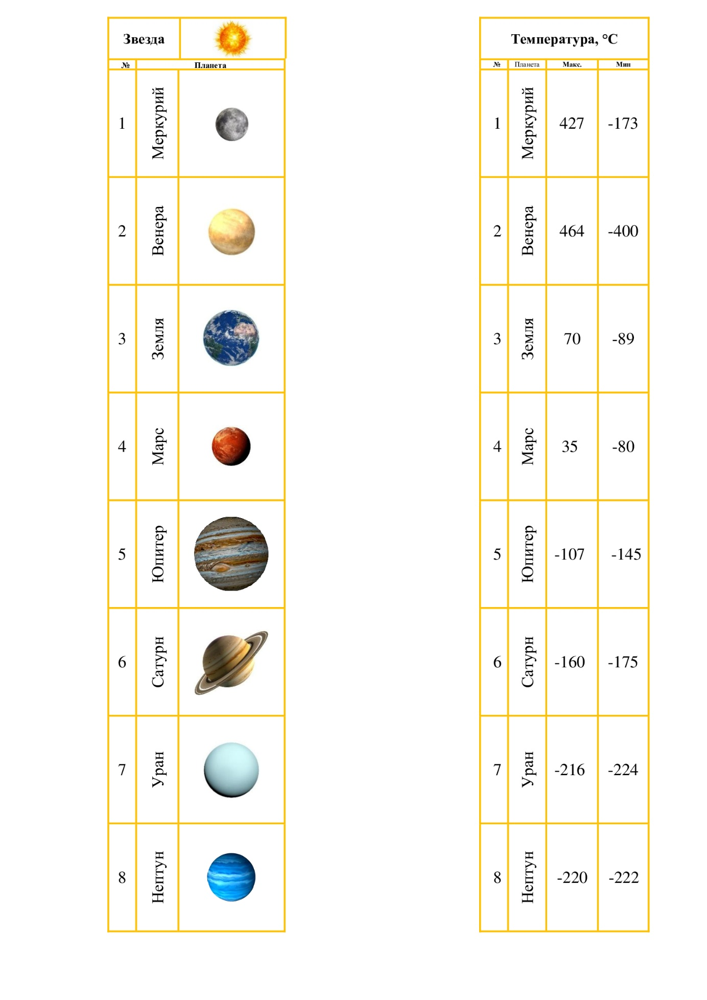 Звезда
№ Планета
1 Меркурий
2 Венера
3 Земля
4 Марс
5 Юпитер
6 Сатурн
7 Уран
8 Нептун
Температура, °С
№ Планета Макс. Мин
1 Меркурий 427 -173
2 Венера 464 -400
3 Земля 70 -89
4 Марс 35 -80
5 Юпитер -107 -145
6 Сатурн -160 -175
7 Уран -216 -224
8 Нептун -220 -222